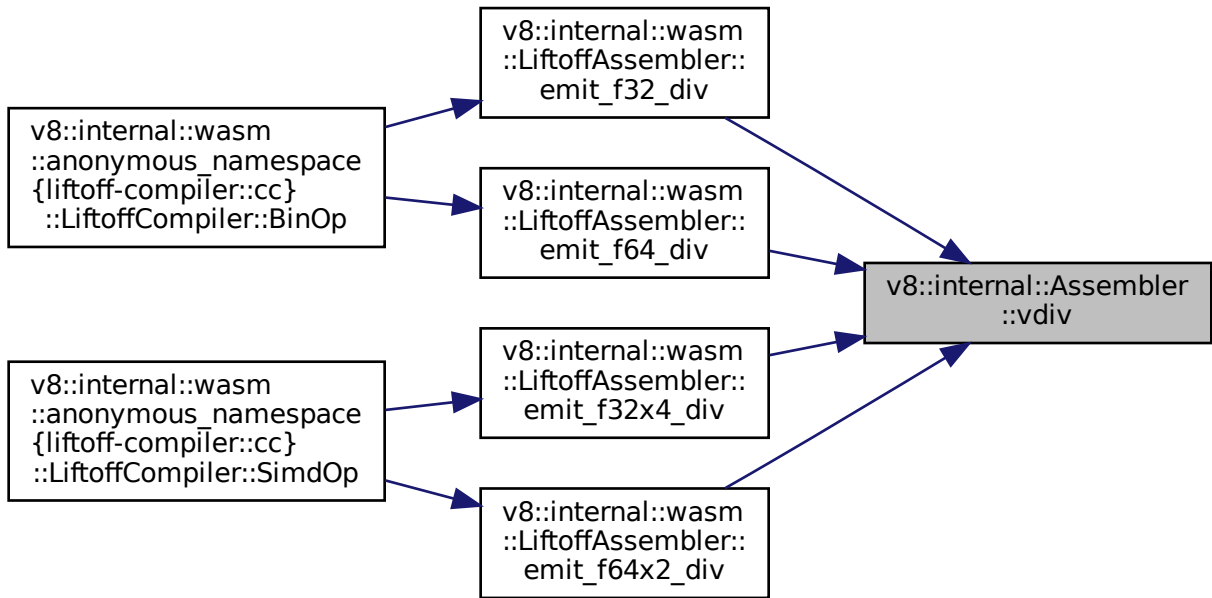 v8::internal::wasm
::LiftoffAssembler::
emit_f32_div
v8::internal::wasm
::anonymous_namespace
{liftoff-compiler::cc}
::LiftoffCompiler::BinOp
v8::internal::wasm
::LiftoffAssembler::
emit_f64_div
v8::internal::Assembler
::vdiv
v8::internal::wasm
::LiftoffAssembler::
emit_f32x4_div
v8::internal::wasm
::anonymous_namespace
{liftoff-compiler::cc}
::LiftoffCompiler::SimdOp
v8::internal::wasm
::LiftoffAssembler::
emit_f64x2_div